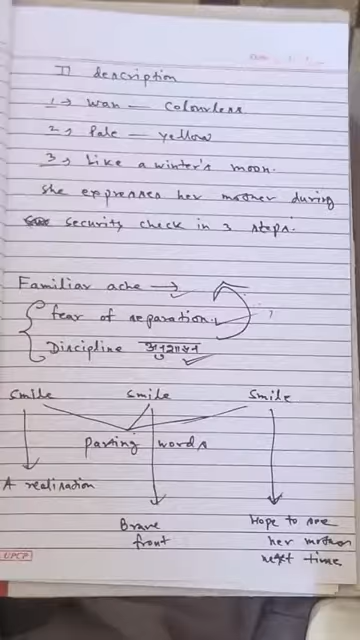 II description
1 → wan — colourless
2 → Pale — yellow
3 → Like a winter's moon.
She expresses her mother during
security check in 3 steps.
Familiar ache →
fear of separation.
Discipline अनुशासन
Smile Smile Smile
parting words
A realisation
Brave
front
Hope to see
her mother
next time
UPCP